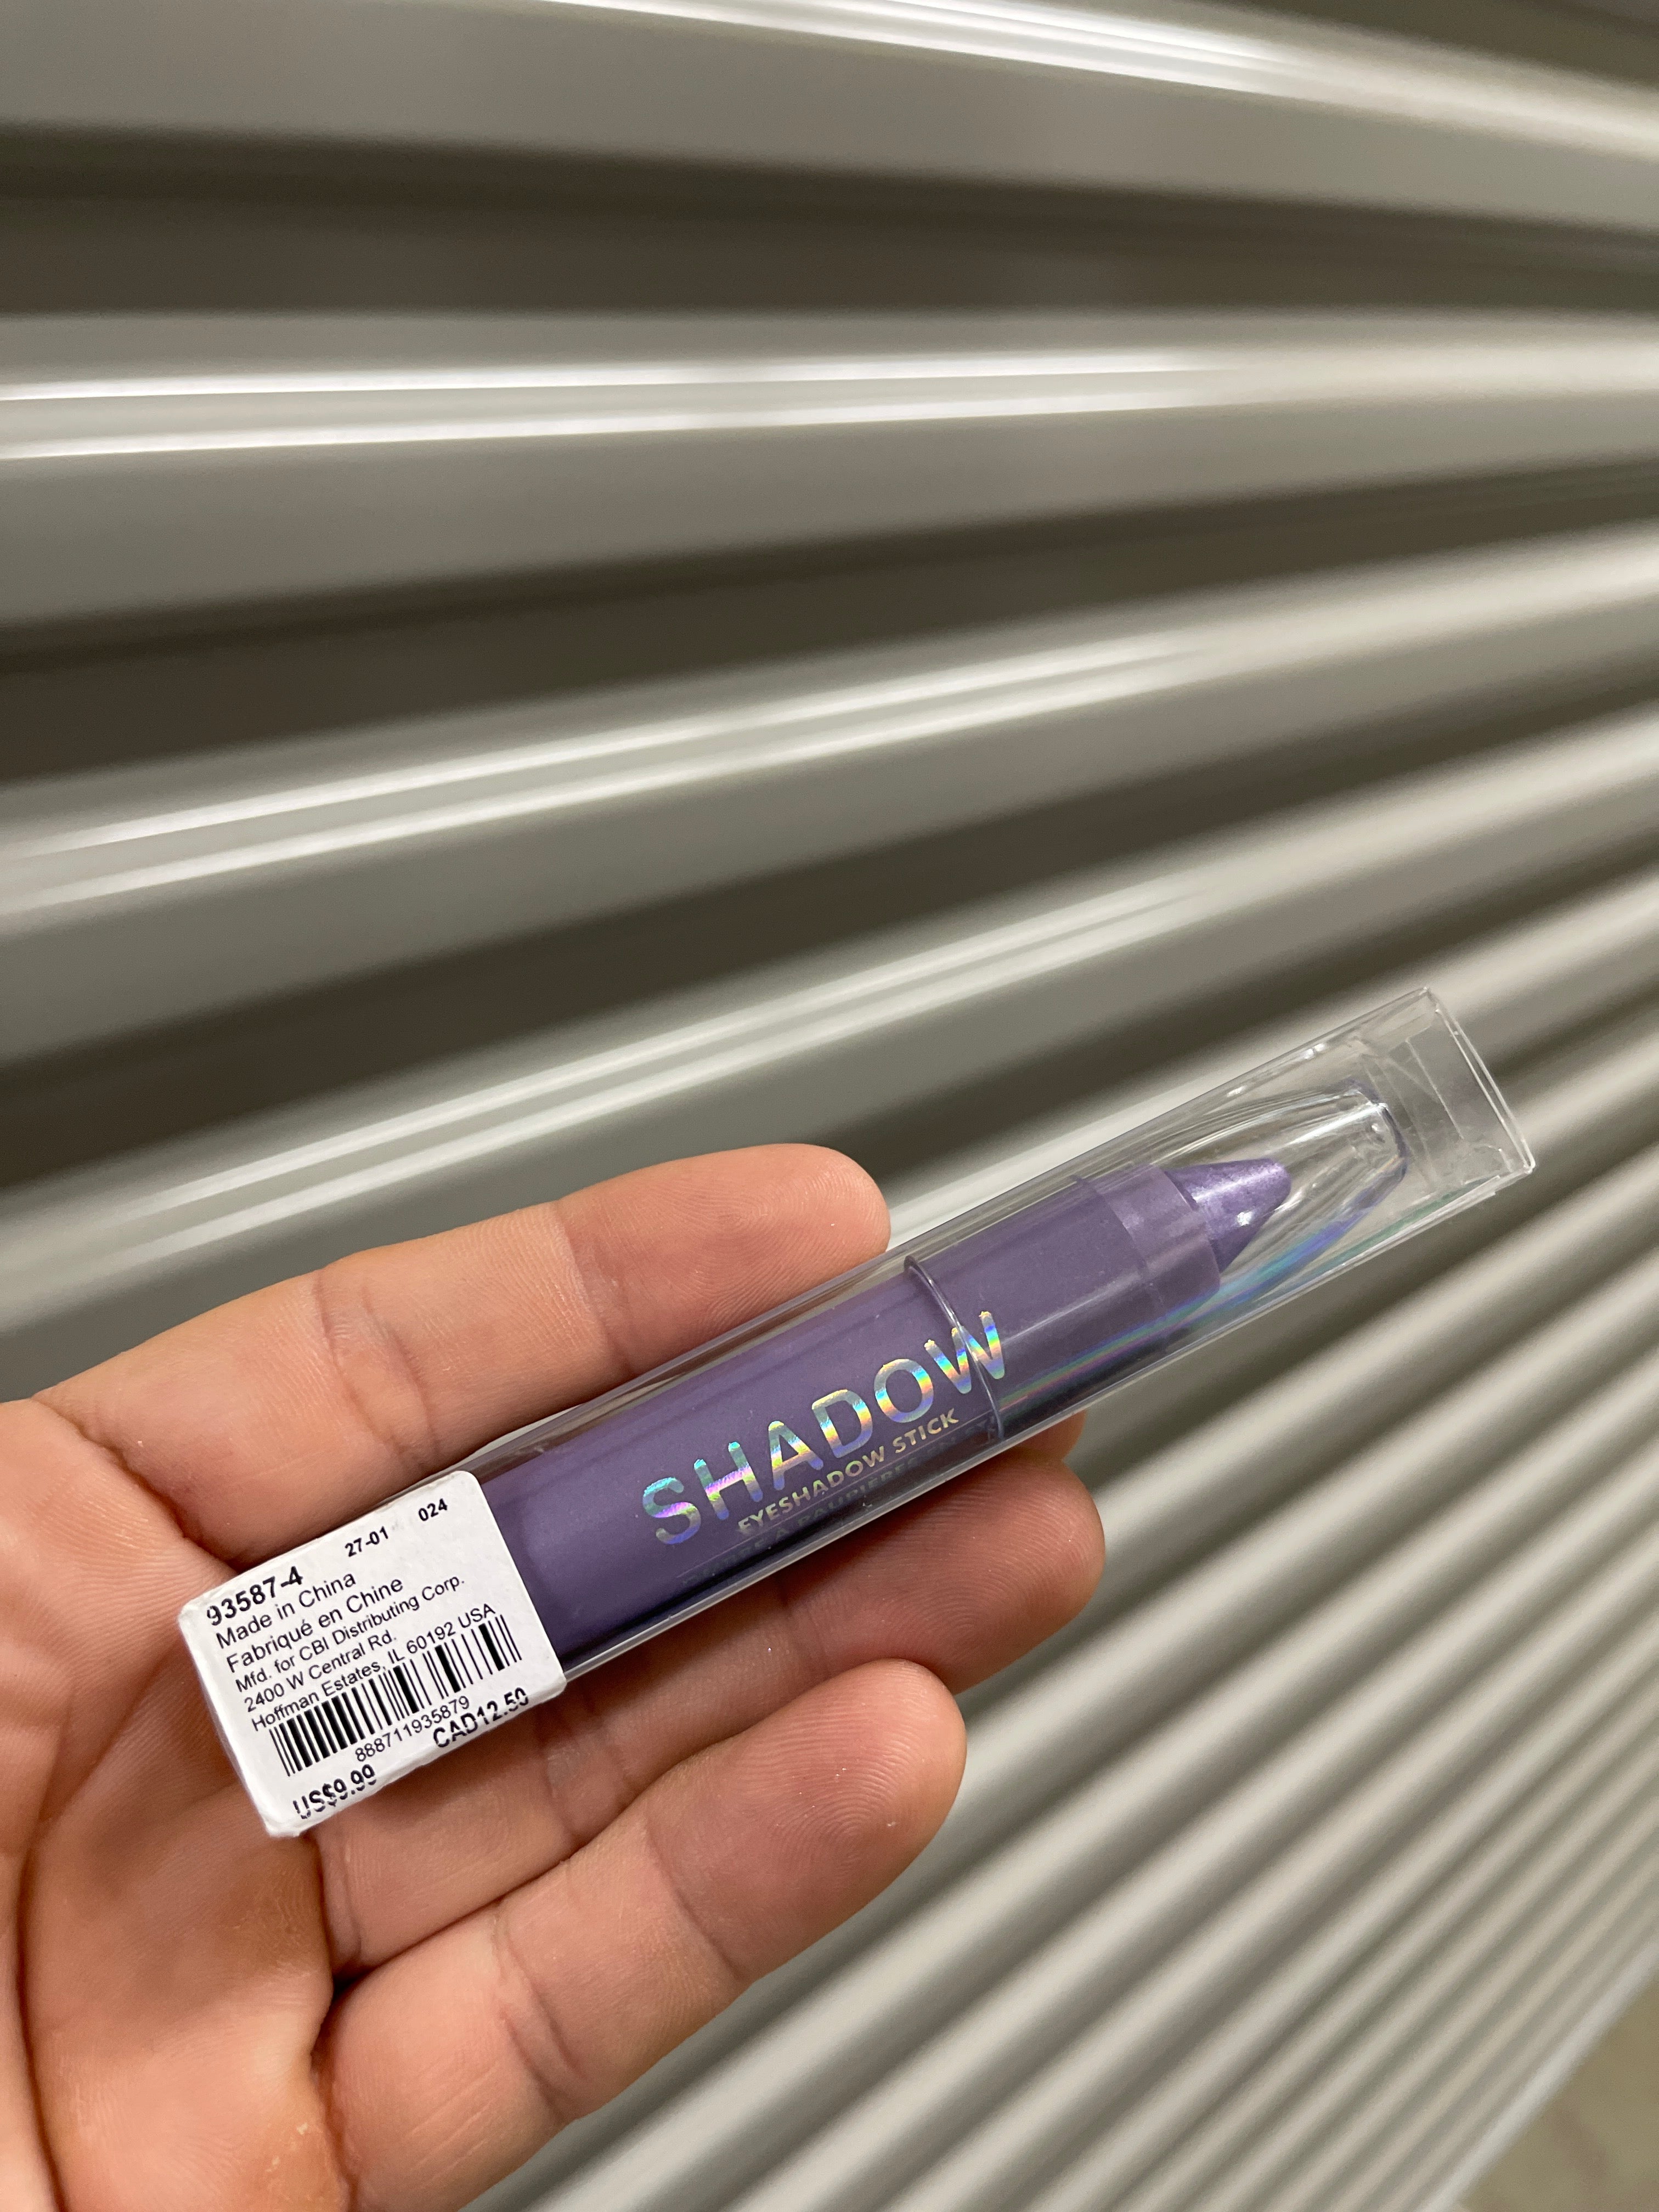 SHADOW
EYESHADOW STICK
27-01 024
93587-4
Made in China
Fabriqué en Chine
Mfd. for CBI Distributing Corp.
2400 W Central Rd.
Hoffman Estates, IL 60192 USA
888711935879
US$9.99 CAD12.50